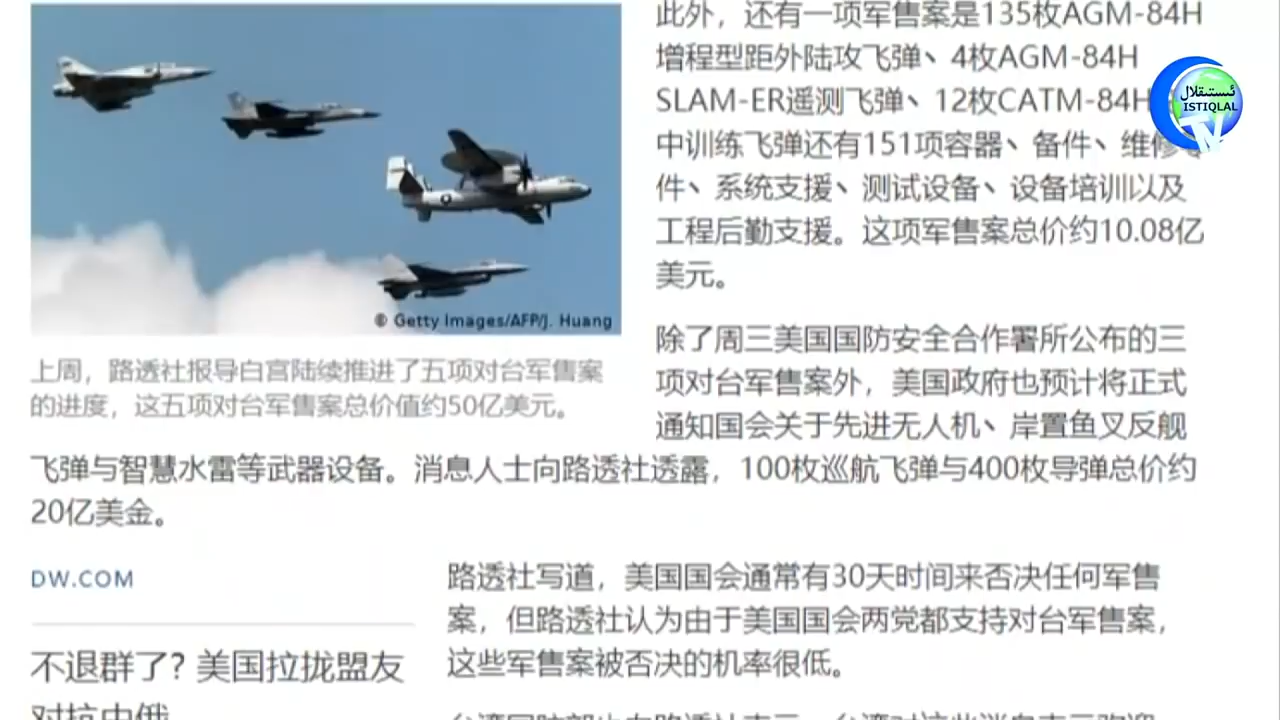 此外，还有一项军售案是135枚AGM-84H
增程型距外陆攻飞弹、4枚AGM-84H
SLAM-ER遥测飞弹、12枚CATM-84H
中训练飞弹还有151项容器、备件、维修
件、系统支援、测试设备、设备培训以及
工程后勤支援。这项军售案总价约10.08亿
美元。
ئىستىقلال
ISTIQLAL
TV
© Getty Images/AFP/J. Huang
上周，路透社报导白宫陆续推进了五项对台军售案
的进度，这五项对台军售案总价值约50亿美元。
除了周三美国国防安全合作署所公布的三
项对台军售案外，美国政府也预计将正式
通知国会关于先进无人机、岸置鱼叉反舰
飞弹与智慧水雷等武器设备。消息人士向路透社透露，100枚巡航飞弹与400枚导弹总价约
20亿美金。
DW.COM
不退群了? 美国拉拢盟友
对抗中俄
路透社写道，美国国会通常有30天时间来否决任何军售
案，但路透社认为由于美国国会两党都支持对台军售案，
这些军售案被否决的机率很低。